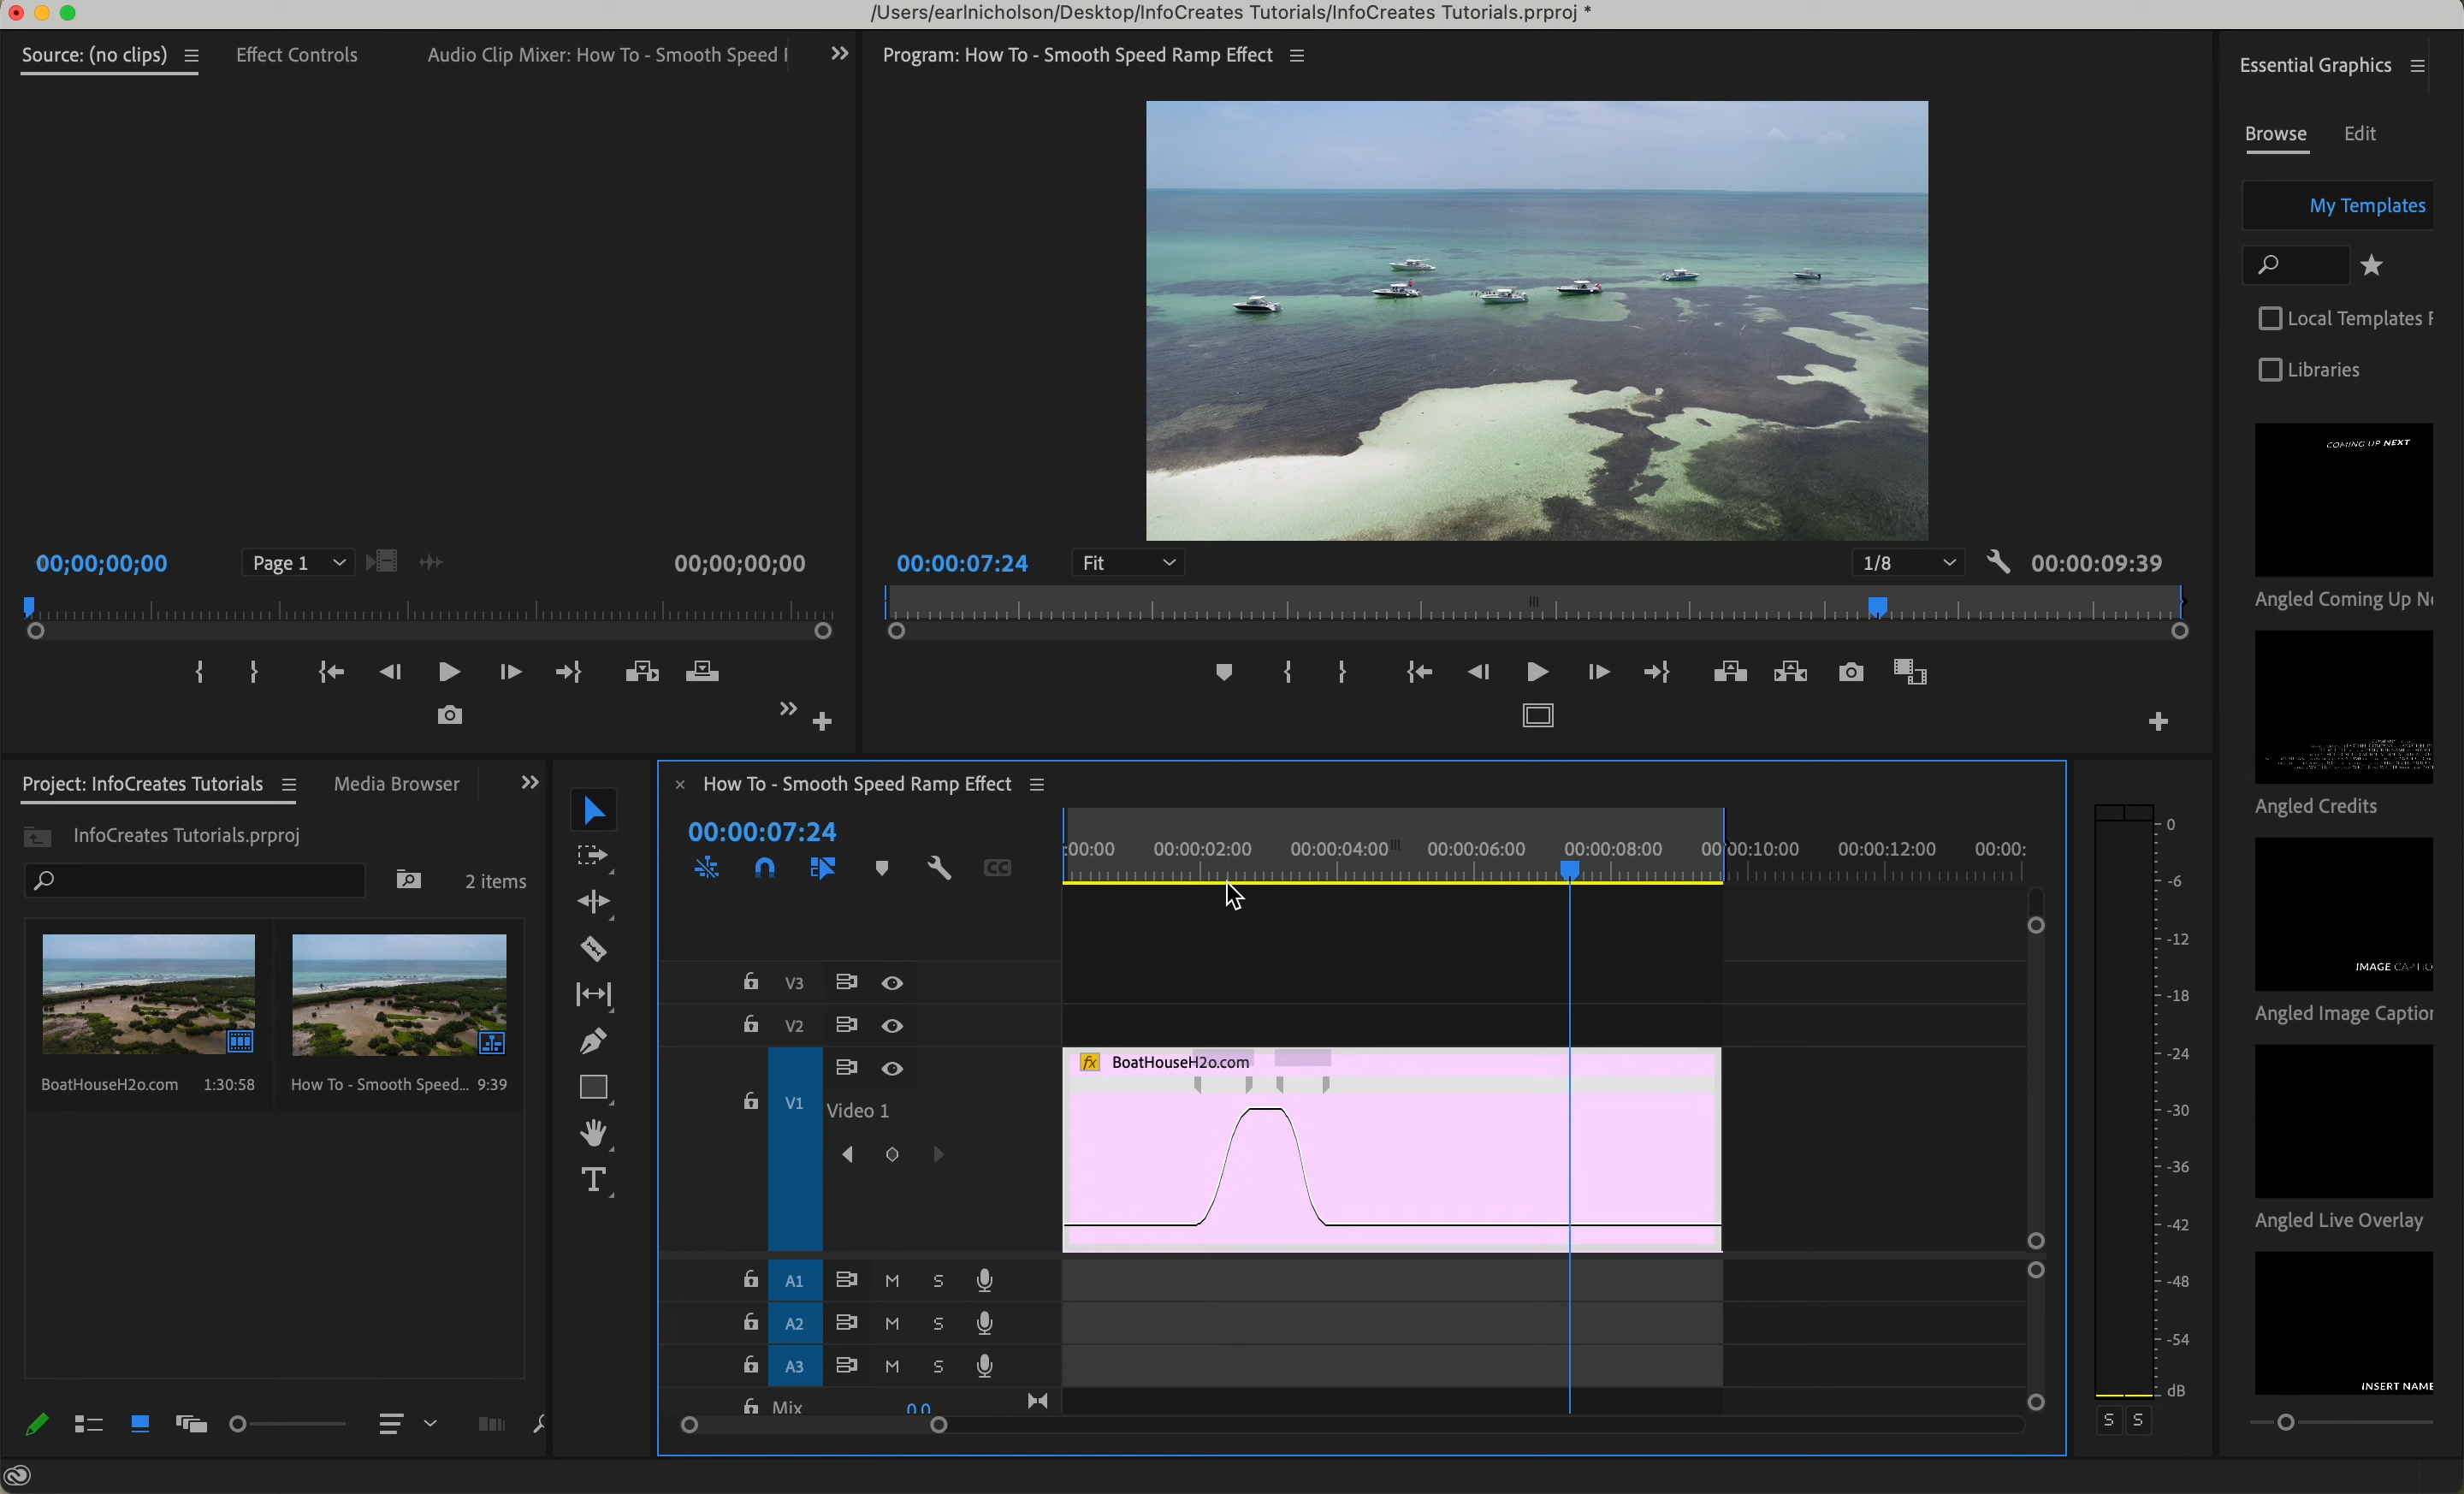 /Users/earlnicholson/Desktop/InfoCreates Tutorials/InfoCreates Tutorials.prproj *
Source: (no clips)
Effect Controls
Audio Clip Mixer: How To - Smooth Speed
Program: How To - Smooth Speed Ramp Effect
Essential Graphics
Browse
Edit
My Templates
Local Templates F
Libraries
COMING UP NEXT
Angled Coming Up Ne
Angled Credits
IMAGE CAPTIO
Angled Image Caption
Angled Live Overlay
INSERT NAME
00;00;00;00
Page 1
00;00;00;00
00:00:07:24
Fit
1/8
00:00:09:39
Project: InfoCreates Tutorials
Media Browser
InfoCreates Tutorials.prproj
2 items
BoatHouseH2o.com 1:30:58
How To - Smooth Speed... 9:39
How To - Smooth Speed Ramp Effect
00:00:07:24
:00:00 00:00:02:00 00:00:04:00 00:00:06:00 00:00:08:00 00:00:10:00 00:00:12:00 00:00:
CC
V3
V2
fx BoatHouseH2o.com
V1
Video 1
A1 M S
A2 M S
A3 M S
Mix 0.0
T
0
-6
-12
-18
-24
-30
-36
-42
-48
-54
dB
S S